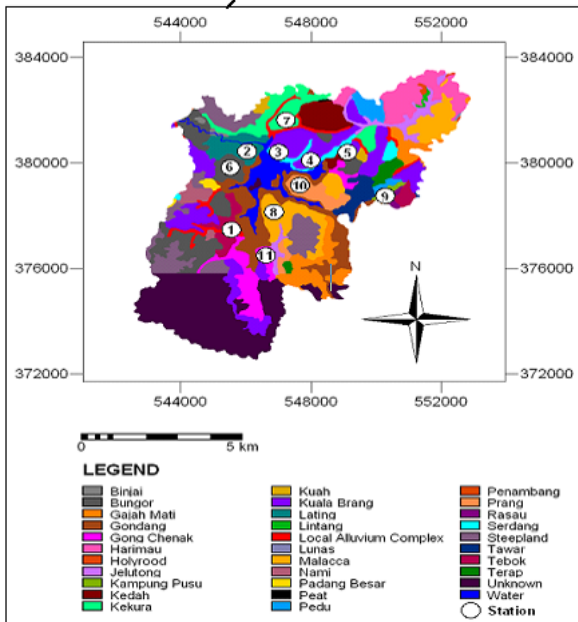 544000 548000 552000
384000 384000
7
2 3 5
380000 4 380000
6
10
9
8
1
11
376000 376000
N
372000 372000
544000 548000 552000
0 5 km
LEGEND
Binjai
Bungor
Gajah Mati
Gondang
Gong Chenak
Harimau
Holyrood
Jelutong
Kampung Pusu
Kedah
Kekura
Kuah
Kuala Brang
Lating
Lintang
Local Alluvium Complex
Lunas
Malacca
Nami
Padang Besar
Peat
Pedu
Penambang
Prang
Rasau
Serdang
Steepland
Tawar
Tebok
Terap
Unknown
Water
Station